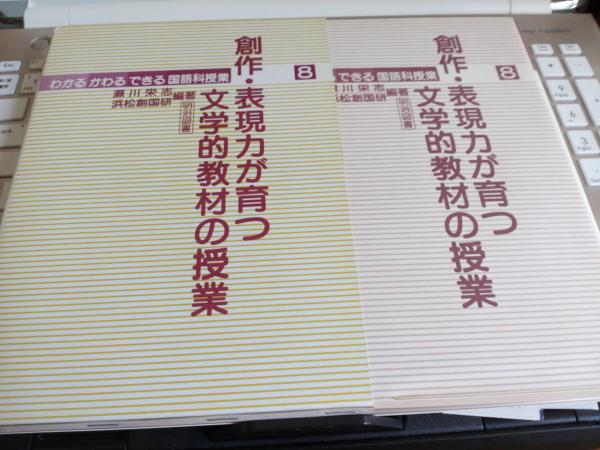 わかる かわる できる 国語科授業 8
創作・表現力が育つ
文学的教材の授業
瀬川栄志
浜松創国研
編著
明治図書
できる 国語科授業 8
創作・表現力が育つ
文学的教材の授業
川栄志
浜松創国研
編著
明治図書